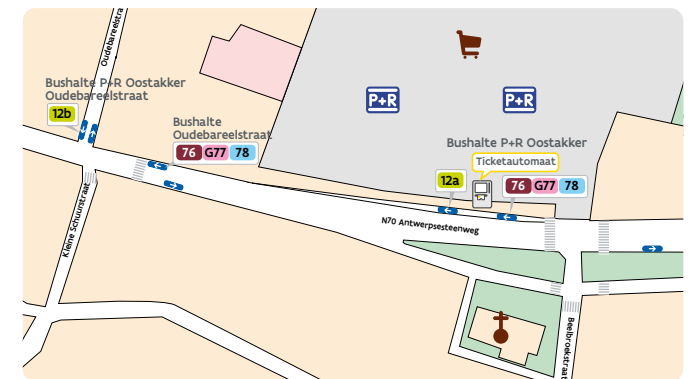 Oudebareelstraat
Bushalte P+R Oostakker
Oudebareelstraat
12b
Bushalte
Oudebareelstraat
76 G77 78
P+R
P+R
Bushalte P+R Oostakker
Ticketautomaat
12a
76 G77 78
N70 Antwerpsesteenweg
Kleine Schuurstraat
Beelbroekstraat